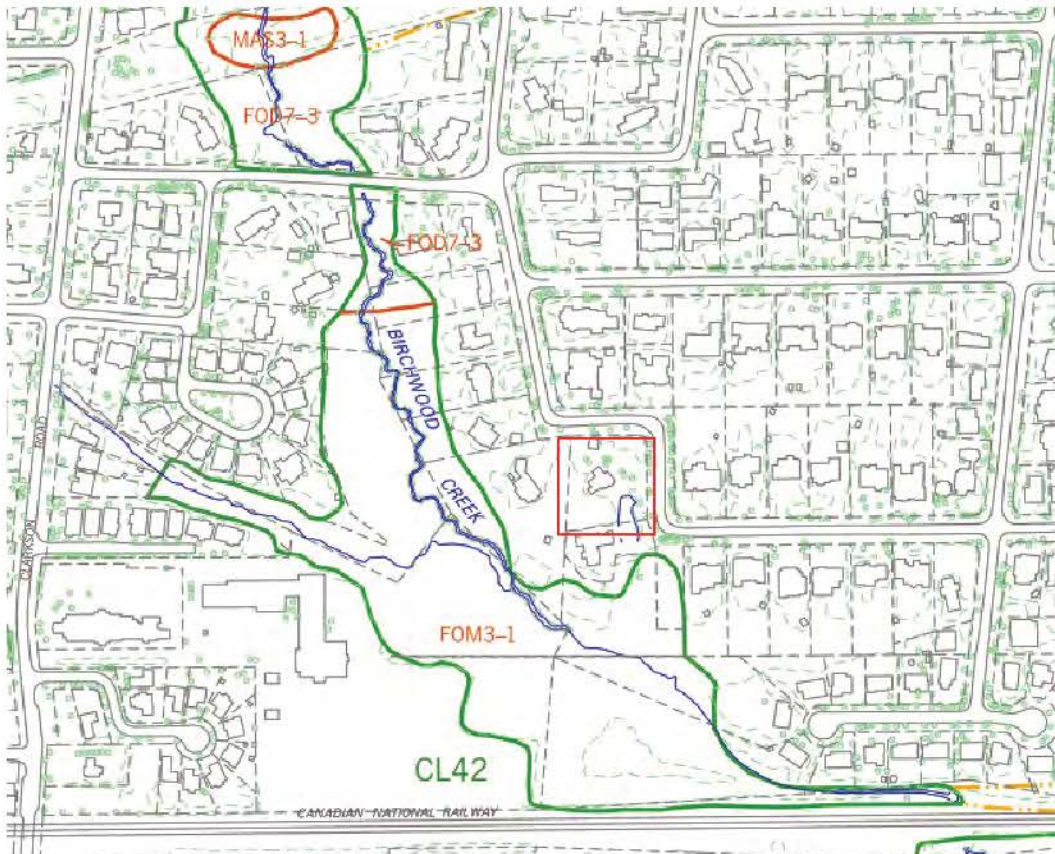 MAS3-1
FOD7-3
FOD7-3
BIRCHWOOD
CREEK
CLARKSON ROAD
FOM3-1
CL42
CANADIAN NATIONAL RAILWAY